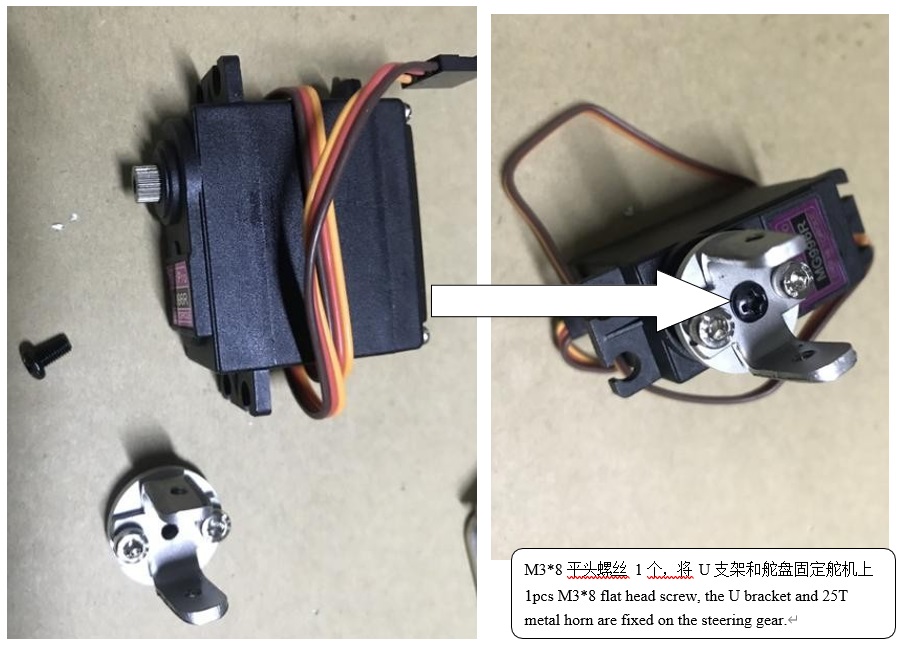 MG996R
M3*8 平头螺丝 1 个，将 U 支架和舵盘固定舵机上
1pcs M3*8 flat head screw, the U bracket and 25T
metal horn are fixed on the steering gear.